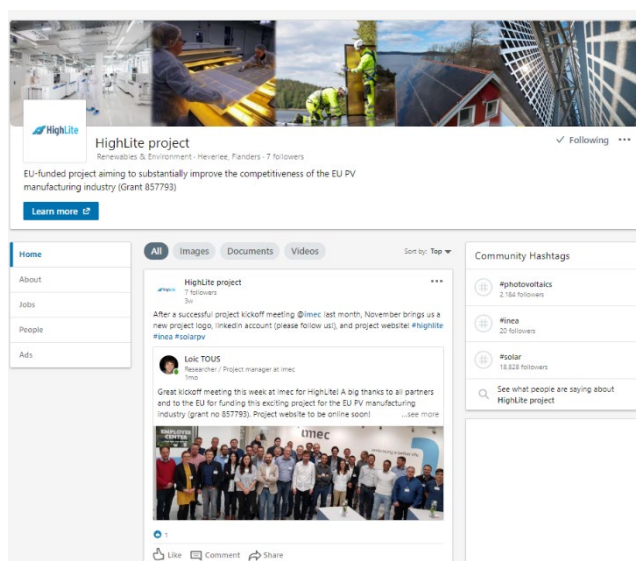 HighLite
HighLite project
Renewables & Environment · Heverlee, Flanders · 7 followers
Following
EU-funded project aiming to substantially improve the competitiveness of the EU PV
manufacturing industry (Grant 857793)
Learn more
Home
About
Jobs
People
Ads
All Images Documents Videos
Sort by: Top
HighLite project
7 followers
3w
After a successful project kickoff meeting @imec last month, November brings us a
new project logo, linkedin account (please follow us!), and project website! #highlite
#inea #solarpv
Loic TOUS
Researcher / Project manager at imec
1mo
Great kickoff meeting this week at imec for HighLite! A big thanks to all partners
and to the EU for funding this exciting project for the EU PV manufacturing
industry (grant no 857793). Project website to be online soon! ...see more
EMPLOYEE
CENTER
imec
1
Like Comment Share
Community Hashtags
#photovoltaics
2.164 followers
#inea
20 followers
#solar
18.828 followers
See what people are saying about
HighLite project